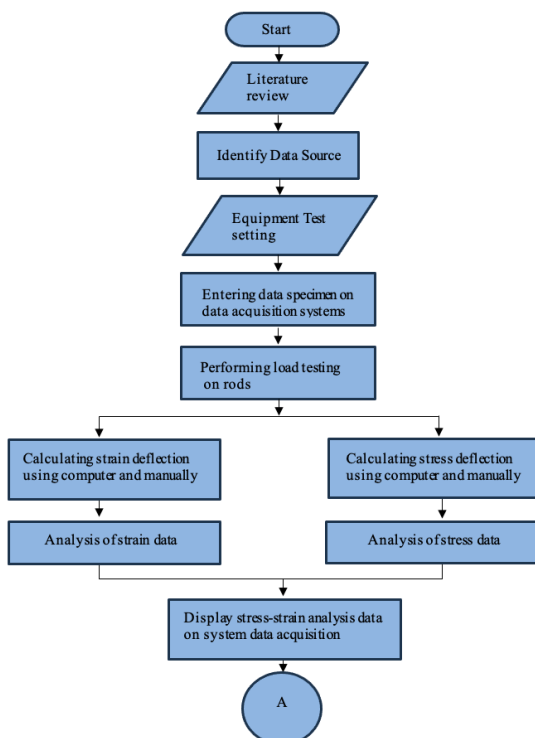 Start
Literature
review
Identify Data Source
Equipment Test
setting
Entering data specimen on
data acquisition systems
Performing load testing
on rods
Calculating strain deflection
using computer and manually
Calculating stress deflection
using computer and manually
Analysis of strain data
Analysis of stress data
Display stress-strain analysis data
on system data acquisition
A